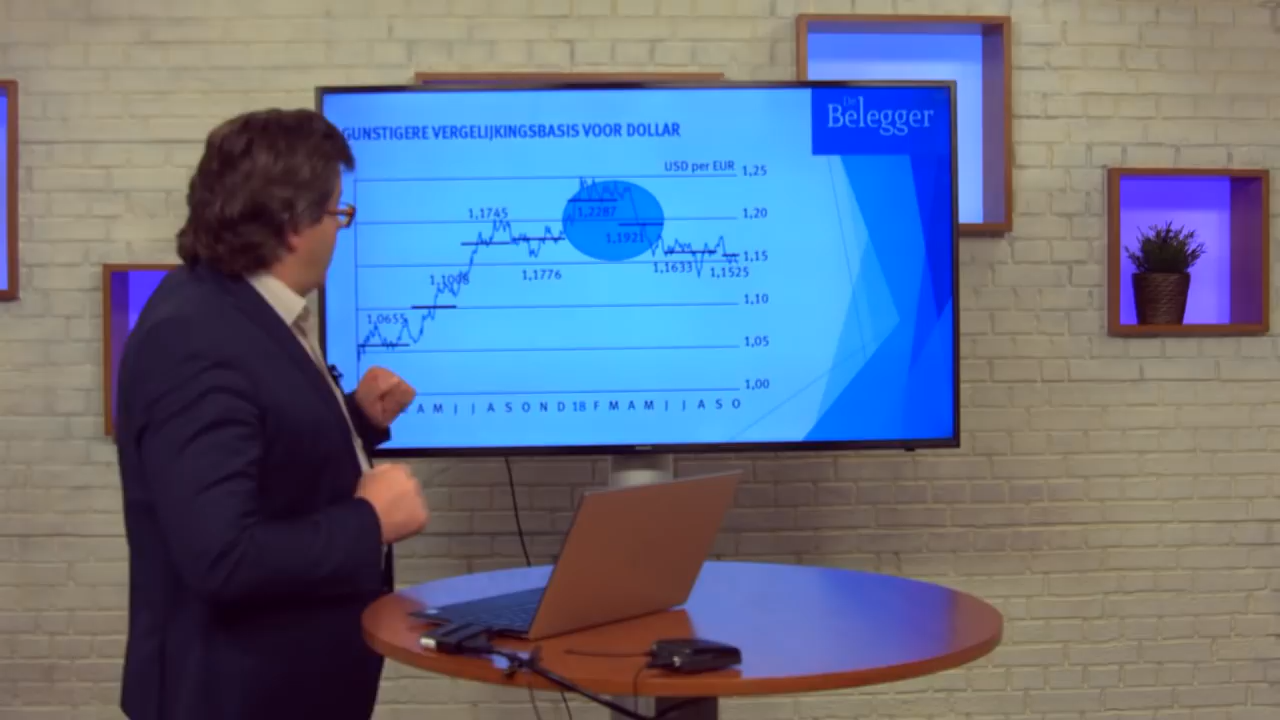 De
Belegger
GUNSTIGERE VERGELIJKINGSBASIS VOOR DOLLAR
USD per EUR
1,25
1,20
1,15
1,10
1,05
1,00
1,1745
1,2287
1,1921
1,1776
1,1633
1,1525
1,0655
A M J J A S O N D 18 F M A M J J A S O